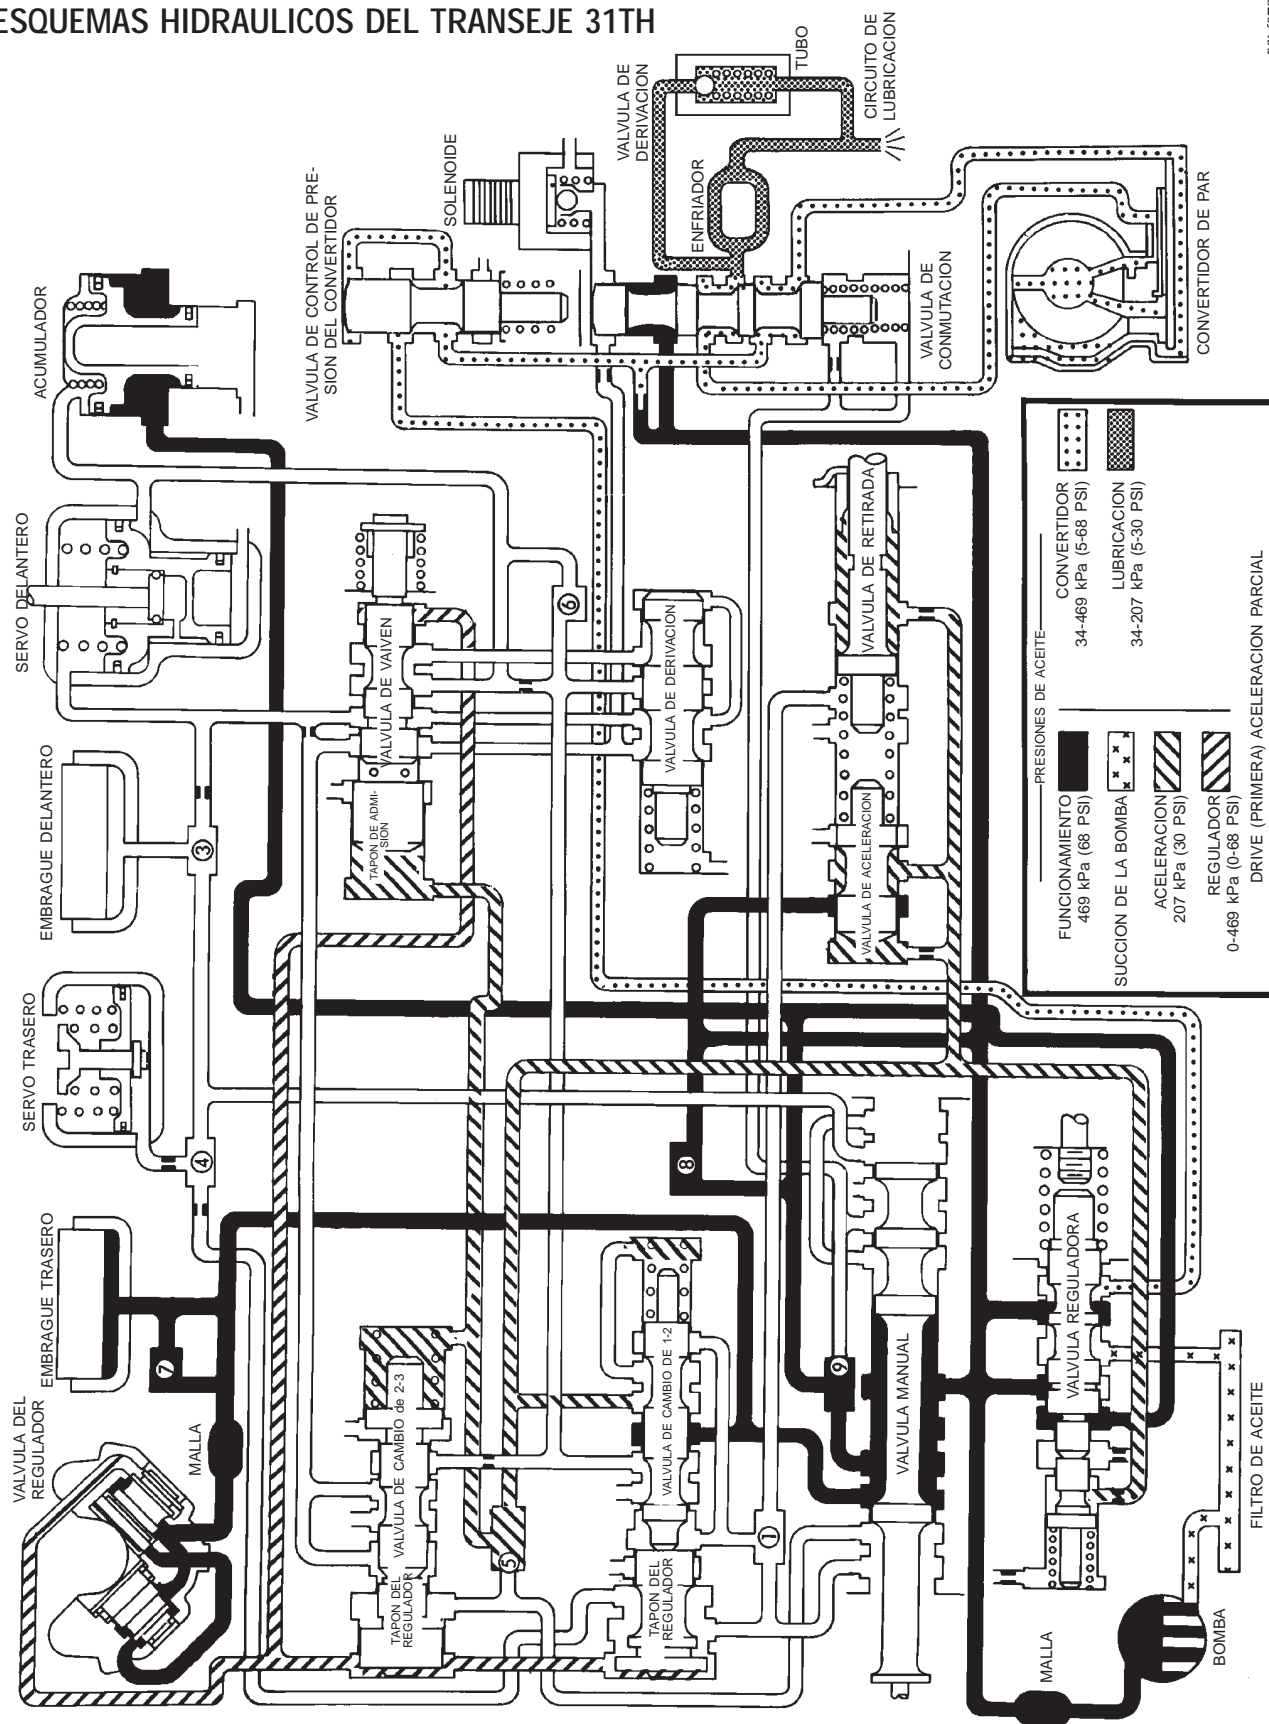 ESQUEMAS HIDRAULICOS DEL TRANSEJE 31TH
VALVULA DEL
REGULADOR
EMBRAGUE TRASERO
SERVO TRASERO
EMBRAGUE DELANTERO
SERVO DELANTERO
ACUMULADOR
MALLA
7
4
3
VALVULA DE CONTROL DE PRE-
SION DEL CONVERTIDOR
SOLENOIDE
VALVULA DE
DERIVACION
TUBO
ENFRIADOR
CIRCUITO DE
LUBRICACION
TAPON DEL
REGULADOR
VALVULA DE CAMBIO de 2-3
TAPON DE ADMI-
SION
VALVULA DE VAIVEN
5
6
TAPON DEL
REGULADOR
VALVULA DE CAMBIO DE 1-2
8
VALVULA DE DERIVACION
1
9
VALVULA DE ACELERACION
VALVULA DE RETIRADA
VALVULA DE
CONMUTACION
VALVULA MANUAL
VALVULA REGULADORA
CONVERTIDOR DE PAR
MALLA
BOMBA
FILTRO DE ACEITE
PRESIONES DE ACEITE
FUNCIONAMIENTO
469 kPa (68 PSI)
SUCCION DE LA BOMBA
ACELERACION
207 kPa (30 PSI)
REGULADOR
0-469 kPa (0-68 PSI)
CONVERTIDOR
34-469 kPa (5-68 PSI)
LUBRICACION
34-207 kPa (5-30 PSI)
DRIVE (PRIMERA) ACELERACION PARCIAL